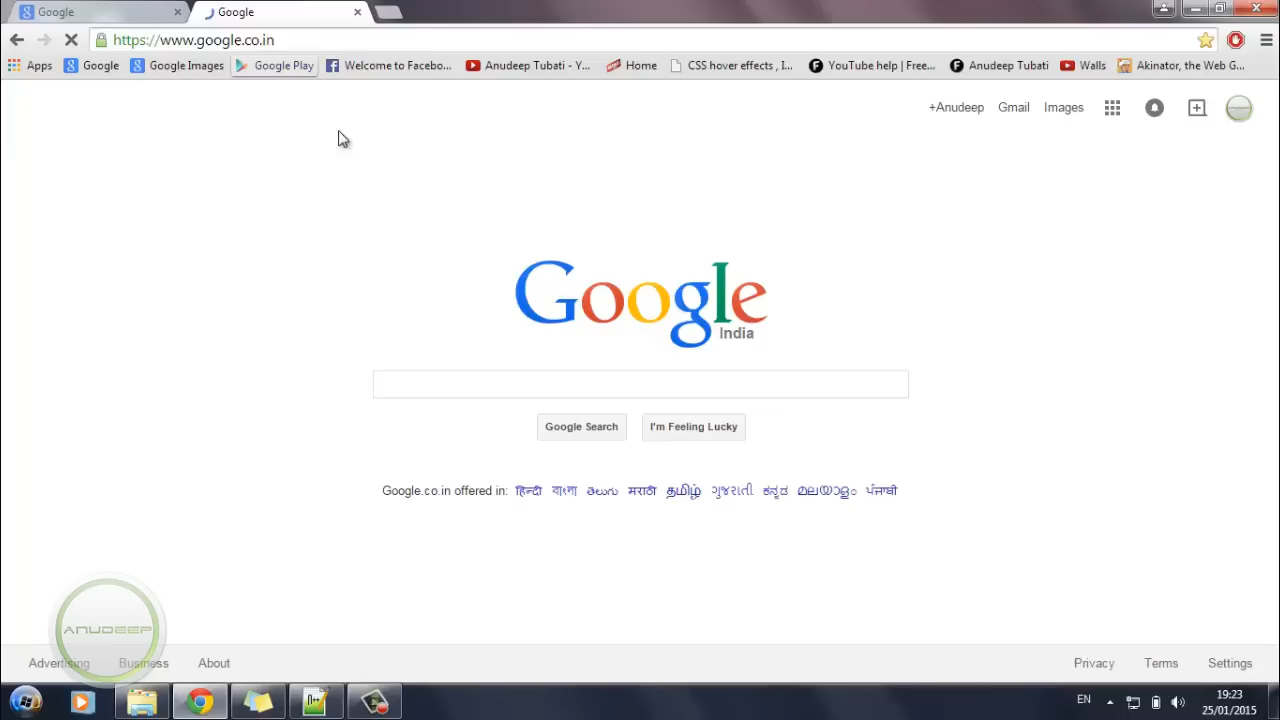 Google
Google
https://www.google.co.in
Apps Google Google Images Google Play Welcome to Facebo... Anudeep Tubati - Y... Home CSS hover effects , I... YouTube help | Free... Anudeep Tubati Walls Akinator, the Web G...
+Anudeep Gmail Images
Google
India
Google Search I'm Feeling Lucky
Google.co.in offered in: हिन्दी বাংলা తెలుగు मराठी தமிழ் ગુજરાતી ಕನ್ನಡ മലയാളം ਪੰਜਾਬੀ
ANUDEEP
Advertising Business About Privacy Terms Settings
EN 19:23
25/01/2015